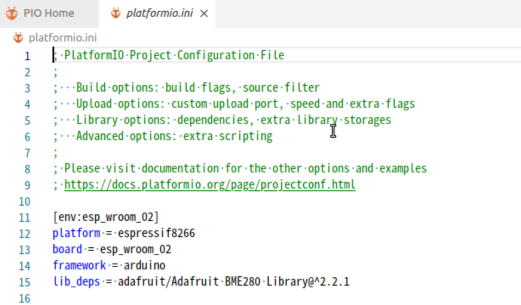 PIO Home
platformio.ini
platformio.ini
1 ; PlatformIO Project Configuration File
2 ;
3 ;   Build options: build flags, source filter
4 ;   Upload options: custom upload port, speed and extra flags
5 ;   Library options: dependencies, extra library storages
6 ;   Advanced options: extra scripting
7 ;
8 ; Please visit documentation for the other options and examples
9 ; https://docs.platformio.org/page/projectconf.html
10
11 [env:esp_wroom_02]
12 platform = espressif8266
13 board = esp_wroom_02
14 framework = arduino
15 lib_deps = adafruit/Adafruit BME280 Library@^2.2.1
16